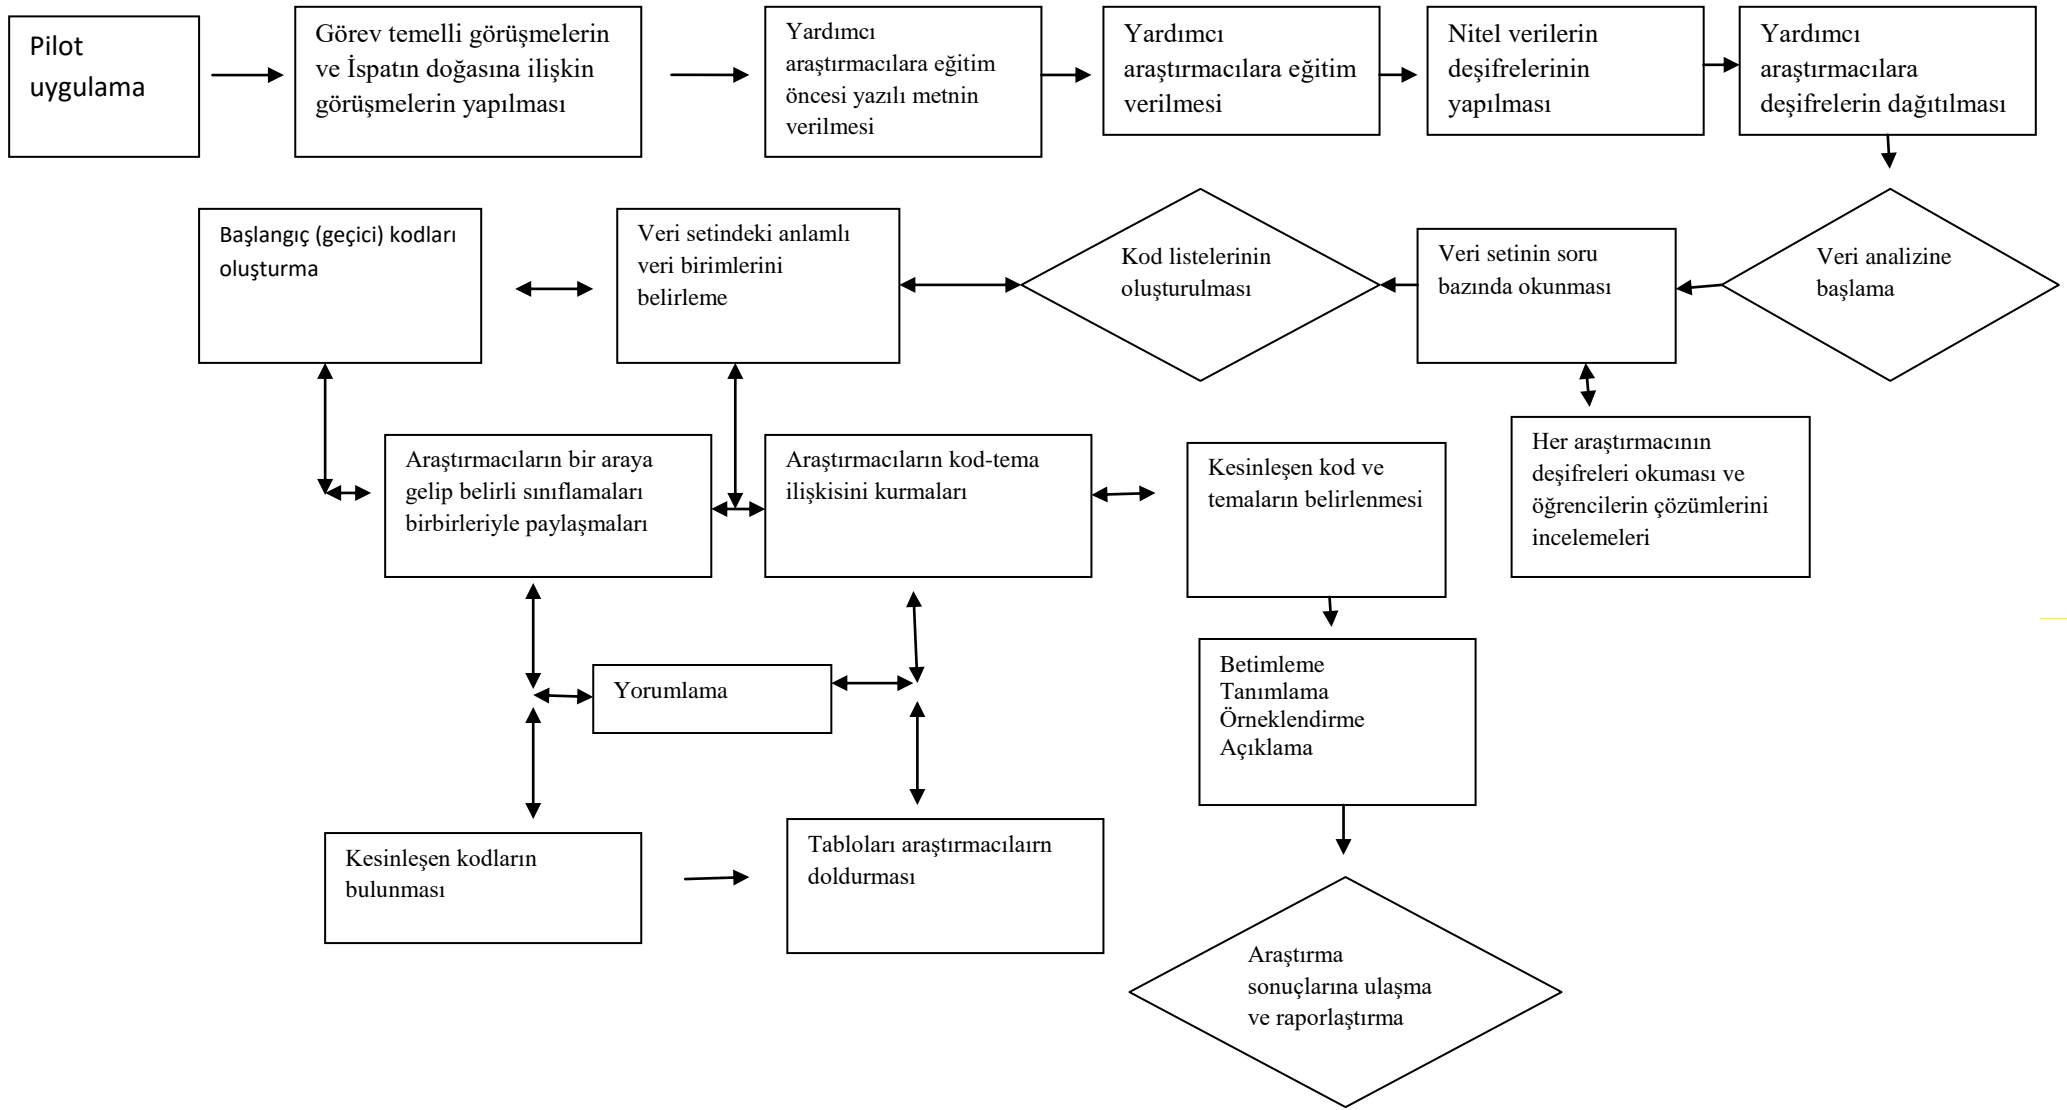 Pilot
uygulama
Görev temelli görüşmelerin
ve İspatın doğasına ilişkin
görüşmelerin yapılması
Yardımcı
araştırmacılara eğitim
öncesi yazılı metnin
verilmesi
Yardımcı
araştırmacılara eğitim
verilmesi
Nitel verilerin
deşifrelerinin
yapılması
Yardımcı
araştırmacılara
deşifrelerin dağıtılması
Veri analizine
başlama
Veri setinin soru
bazında okunması
Her araştırmacının
deşifreleri okuması ve
öğrencilerin çözümlerini
incelemeleri
Kod listelerinin
oluşturulması
Veri setindeki anlamlı
veri birimlerini
belirleme
Başlangıç (geçici) kodları
oluşturma
Araştırmacıların bir araya
gelip belirli sınıflamaları
birbirleriyle paylaşmaları
Araştırmacıların kod-tema
ilişkisini kurmaları
Kesinleşen kod ve
temaların belirlenmesi
Yorumlama
Betimleme
Tanımlama
Örneklendirme
Açıklama
Kesinleşen kodların
bulunması
Tabloları araştırmacılaırn
doldurması
Araştırma
sonuçlarına ulaşma
ve raporlaştırma